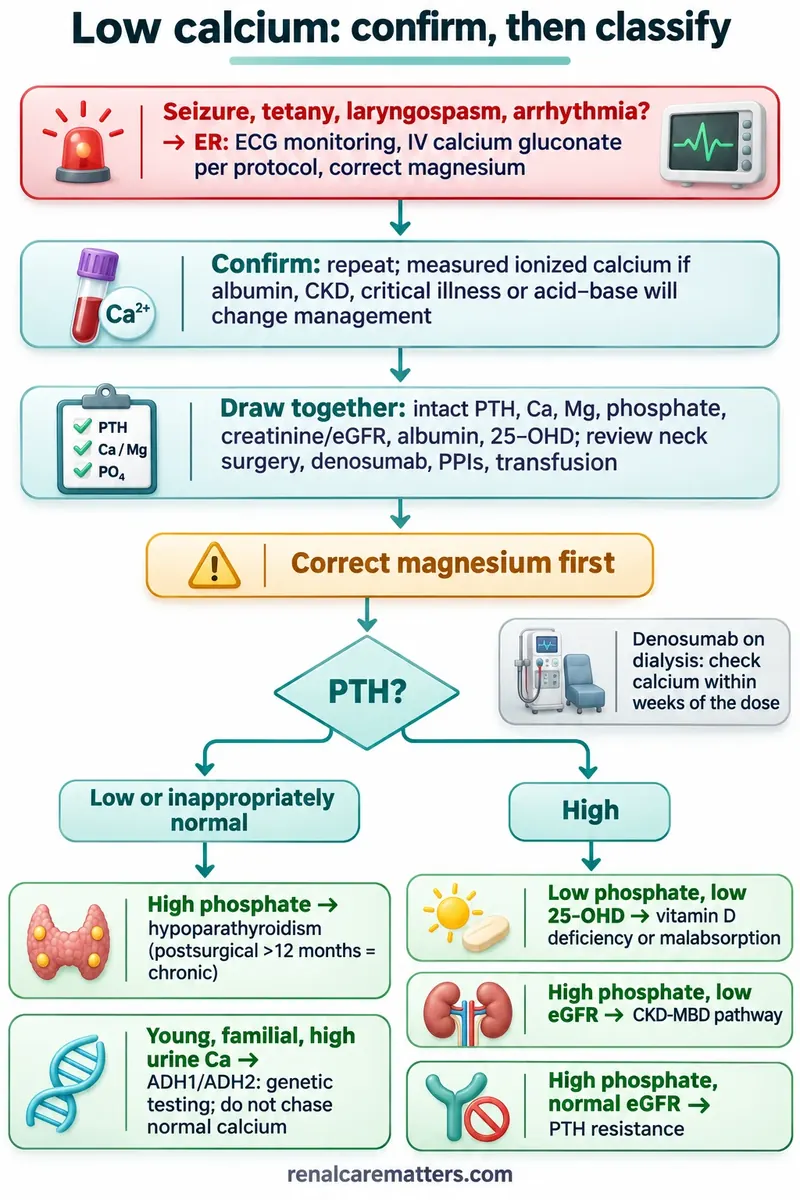 Low calcium: confirm, then classify
Seizure, tetany, laryngospasm, arrhythmia?
→ ER: ECG monitoring, IV calcium gluconate
per protocol, correct magnesium
Ca²⁺
Confirm: repeat; measured ionized calcium if
albumin, CKD, critical illness or acid–base will
change management
PTH
Ca / Mg
PO₄
Draw together: intact PTH, Ca, Mg, phosphate,
creatinine/eGFR, albumin, 25-OHD; review neck
surgery, denosumab, PPIs, transfusion
Correct magnesium first
PTH?
Denosumab on
dialysis: check
calcium within
weeks of the dose
Low or inappropriately
normal
High phosphate →
hypoparathyroidism
(postsurgical >12 months =
chronic)
Young, familial, high
urine Ca →
ADH1/ADH2: genetic
testing; do not chase
normal calcium
High
Low phosphate, low
25-OHD → vitamin D
deficiency or malabsorption
High phosphate, low
eGFR → CKD-MBD pathway
High phosphate,
normal eGFR →
PTH resistance
renalcarematters.com